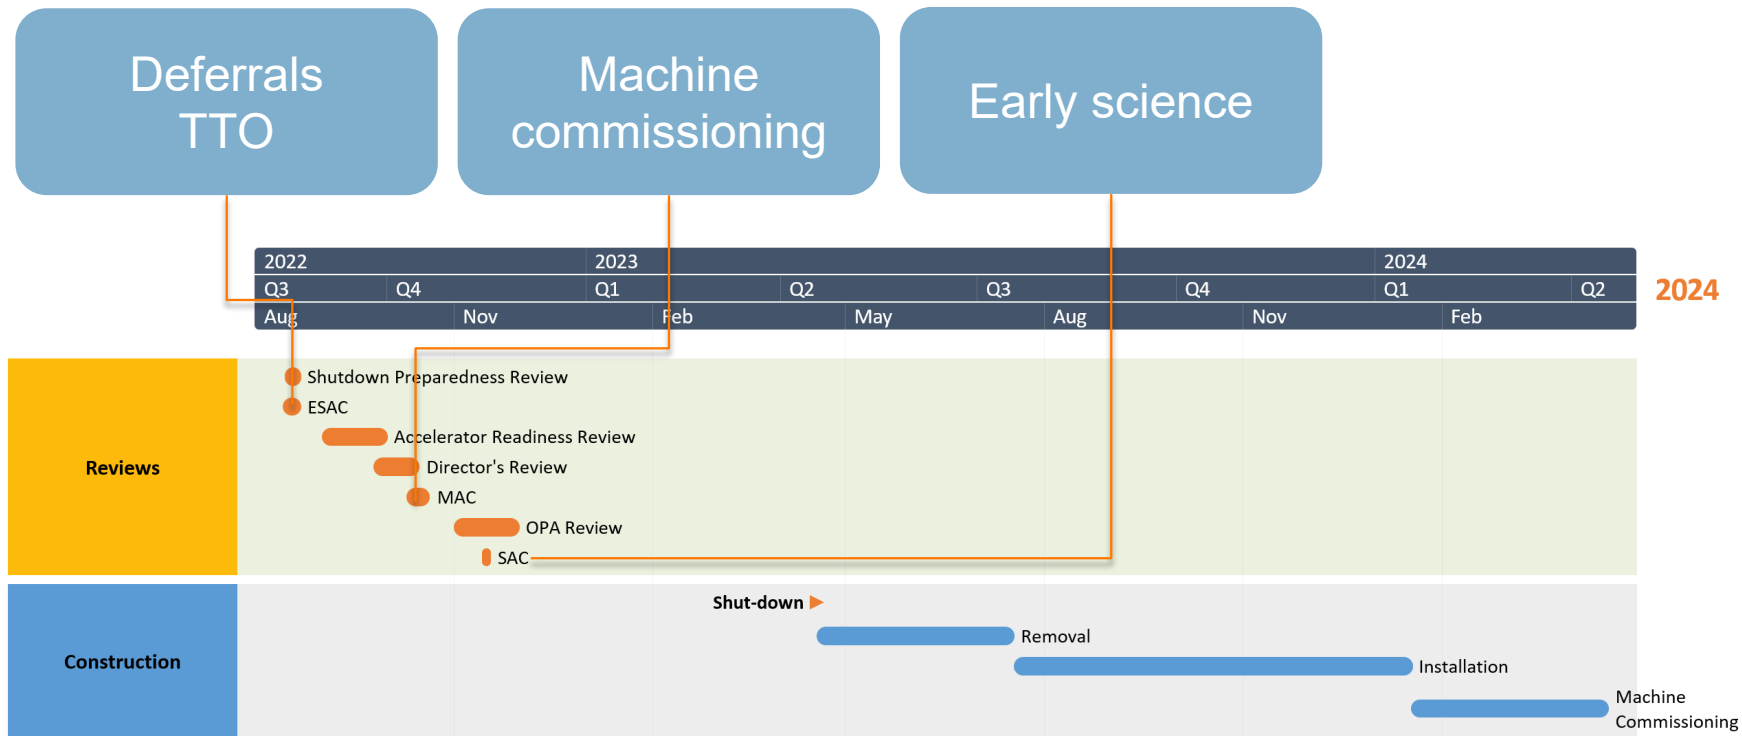 Deferrals
TTO
Machine
commissioning
Early science
2022 2023 2024
Q3 Q4 Q1 Q2 Q3 Q4 Q1 Q2
2024
Aug Nov Feb May Aug Nov Feb
Reviews
Shutdown Preparedness Review
ESAC
Accelerator Readiness Review
Director's Review
MAC
OPA Review
SAC
Construction
Shut-down
Removal
Installation
Machine
Commissioning